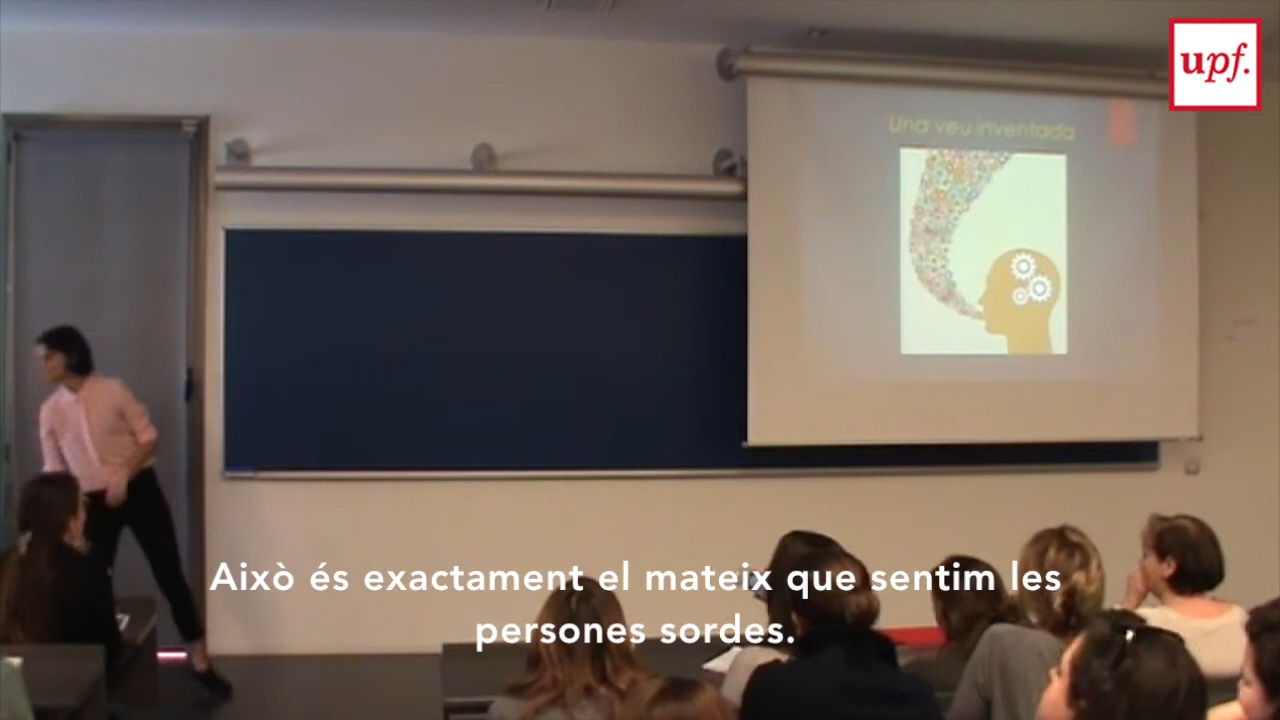 upf.
Una veu inventada
Això és exactament el mateix que sentim les
persones sordes.